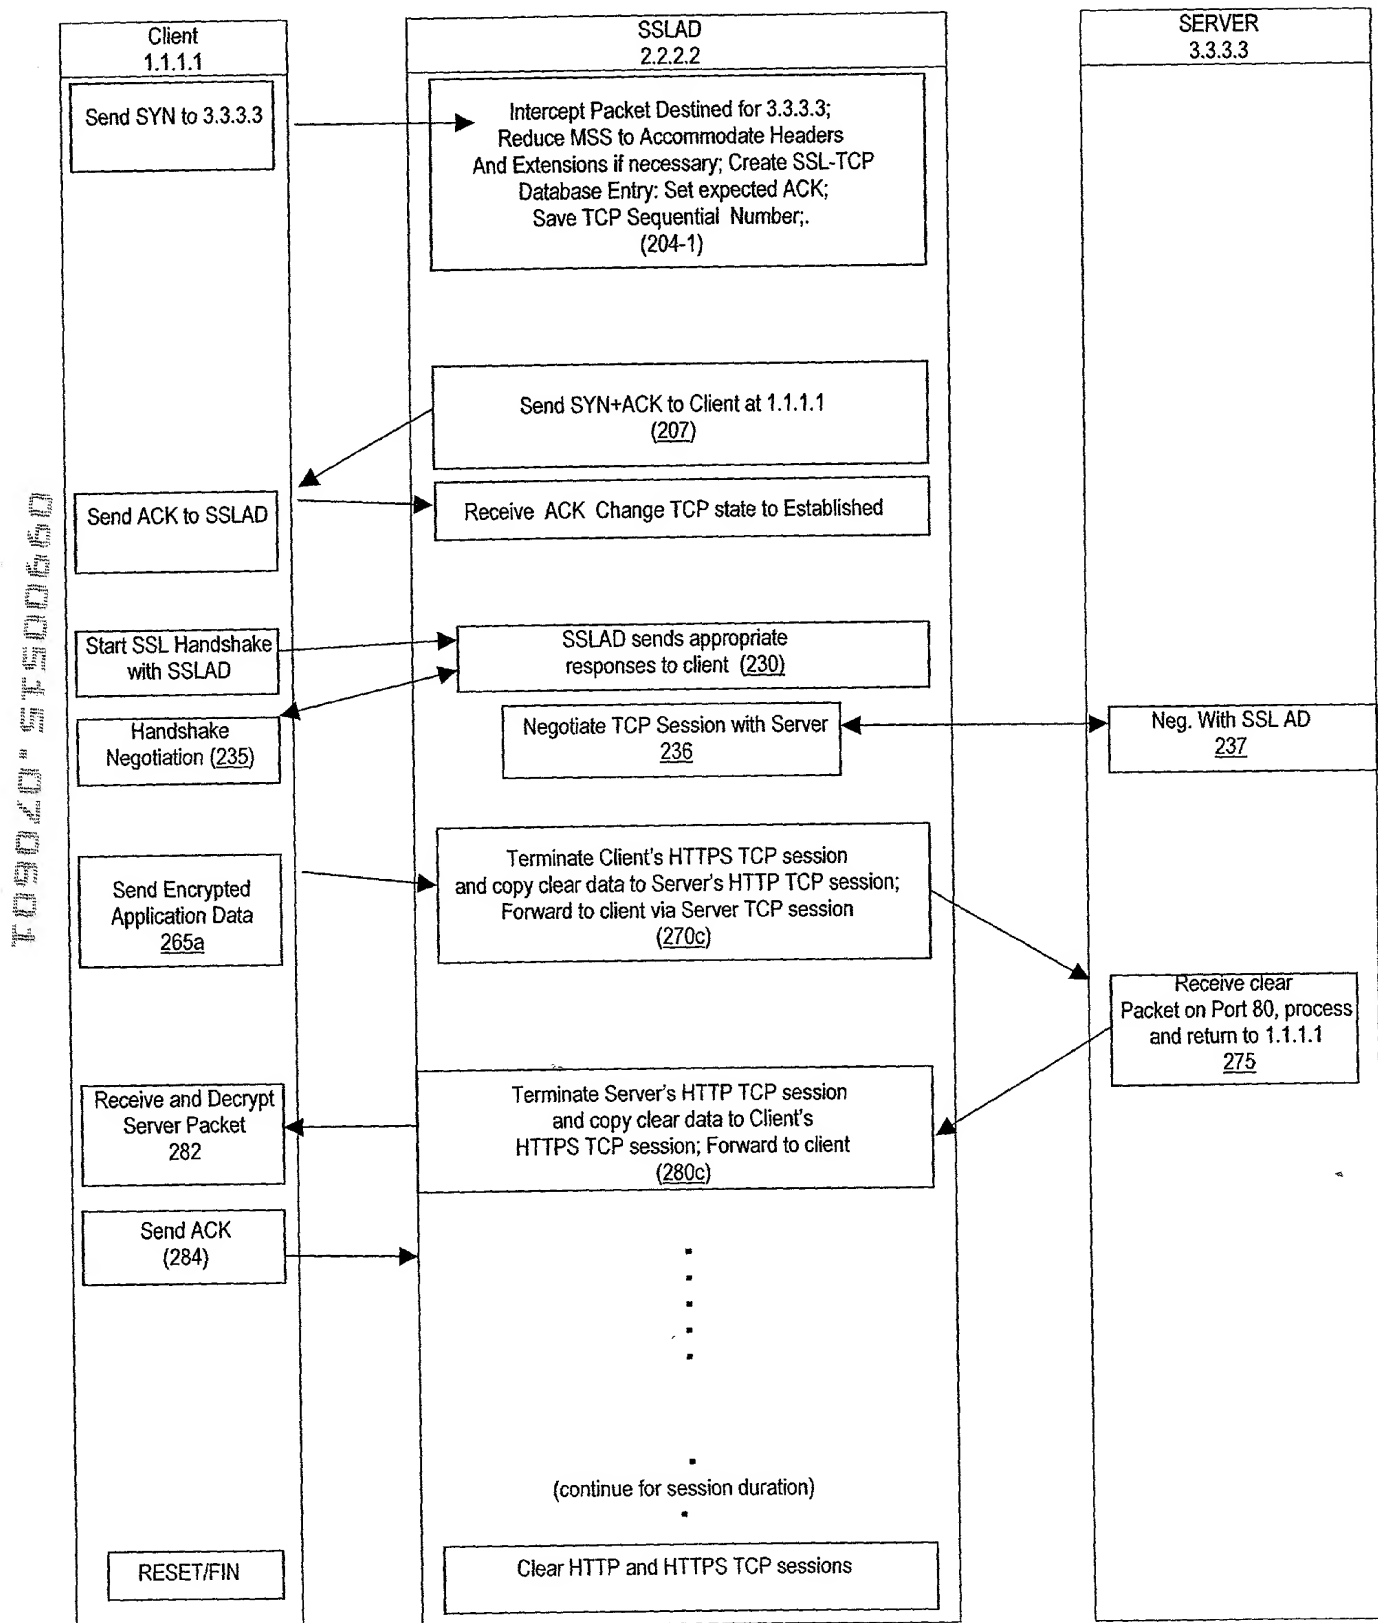 Client
1.1.1.1
SSLAD
2.2.2.2
SERVER
3.3.3.3
Send SYN to 3.3.3.3
Intercept Packet Destined for 3.3.3.3;
Reduce MSS to Accommodate Headers
And Extensions if necessary; Create SSL-TCP
Database Entry: Set expected ACK;
Save TCP Sequential Number;.
(204-1)
Send SYN+ACK to Client at 1.1.1.1
(207)
Send ACK to SSLAD
Receive ACK Change TCP state to Established
Start SSL Handshake
with SSLAD
SSLAD sends appropriate
responses to client (230)
Handshake
Negotiation (235)
Negotiate TCP Session with Server
236
Neg. With SSL AD
237
Send Encrypted
Application Data
265a
Terminate Client's HTTPS TCP session
and copy clear data to Server's HTTP TCP session;
Forward to client via Server TCP session
(270c)
Receive clear
Packet on Port 80, process
and return to 1.1.1.1
275
Receive and Decrypt
Server Packet
282
Terminate Server's HTTP TCP session
and copy clear data to Client's
HTTPS TCP session; Forward to client
(280c)
Send ACK
(284)
(continue for session duration)
RESET/FIN
Clear HTTP and HTTPS TCP sessions
09900515.070601